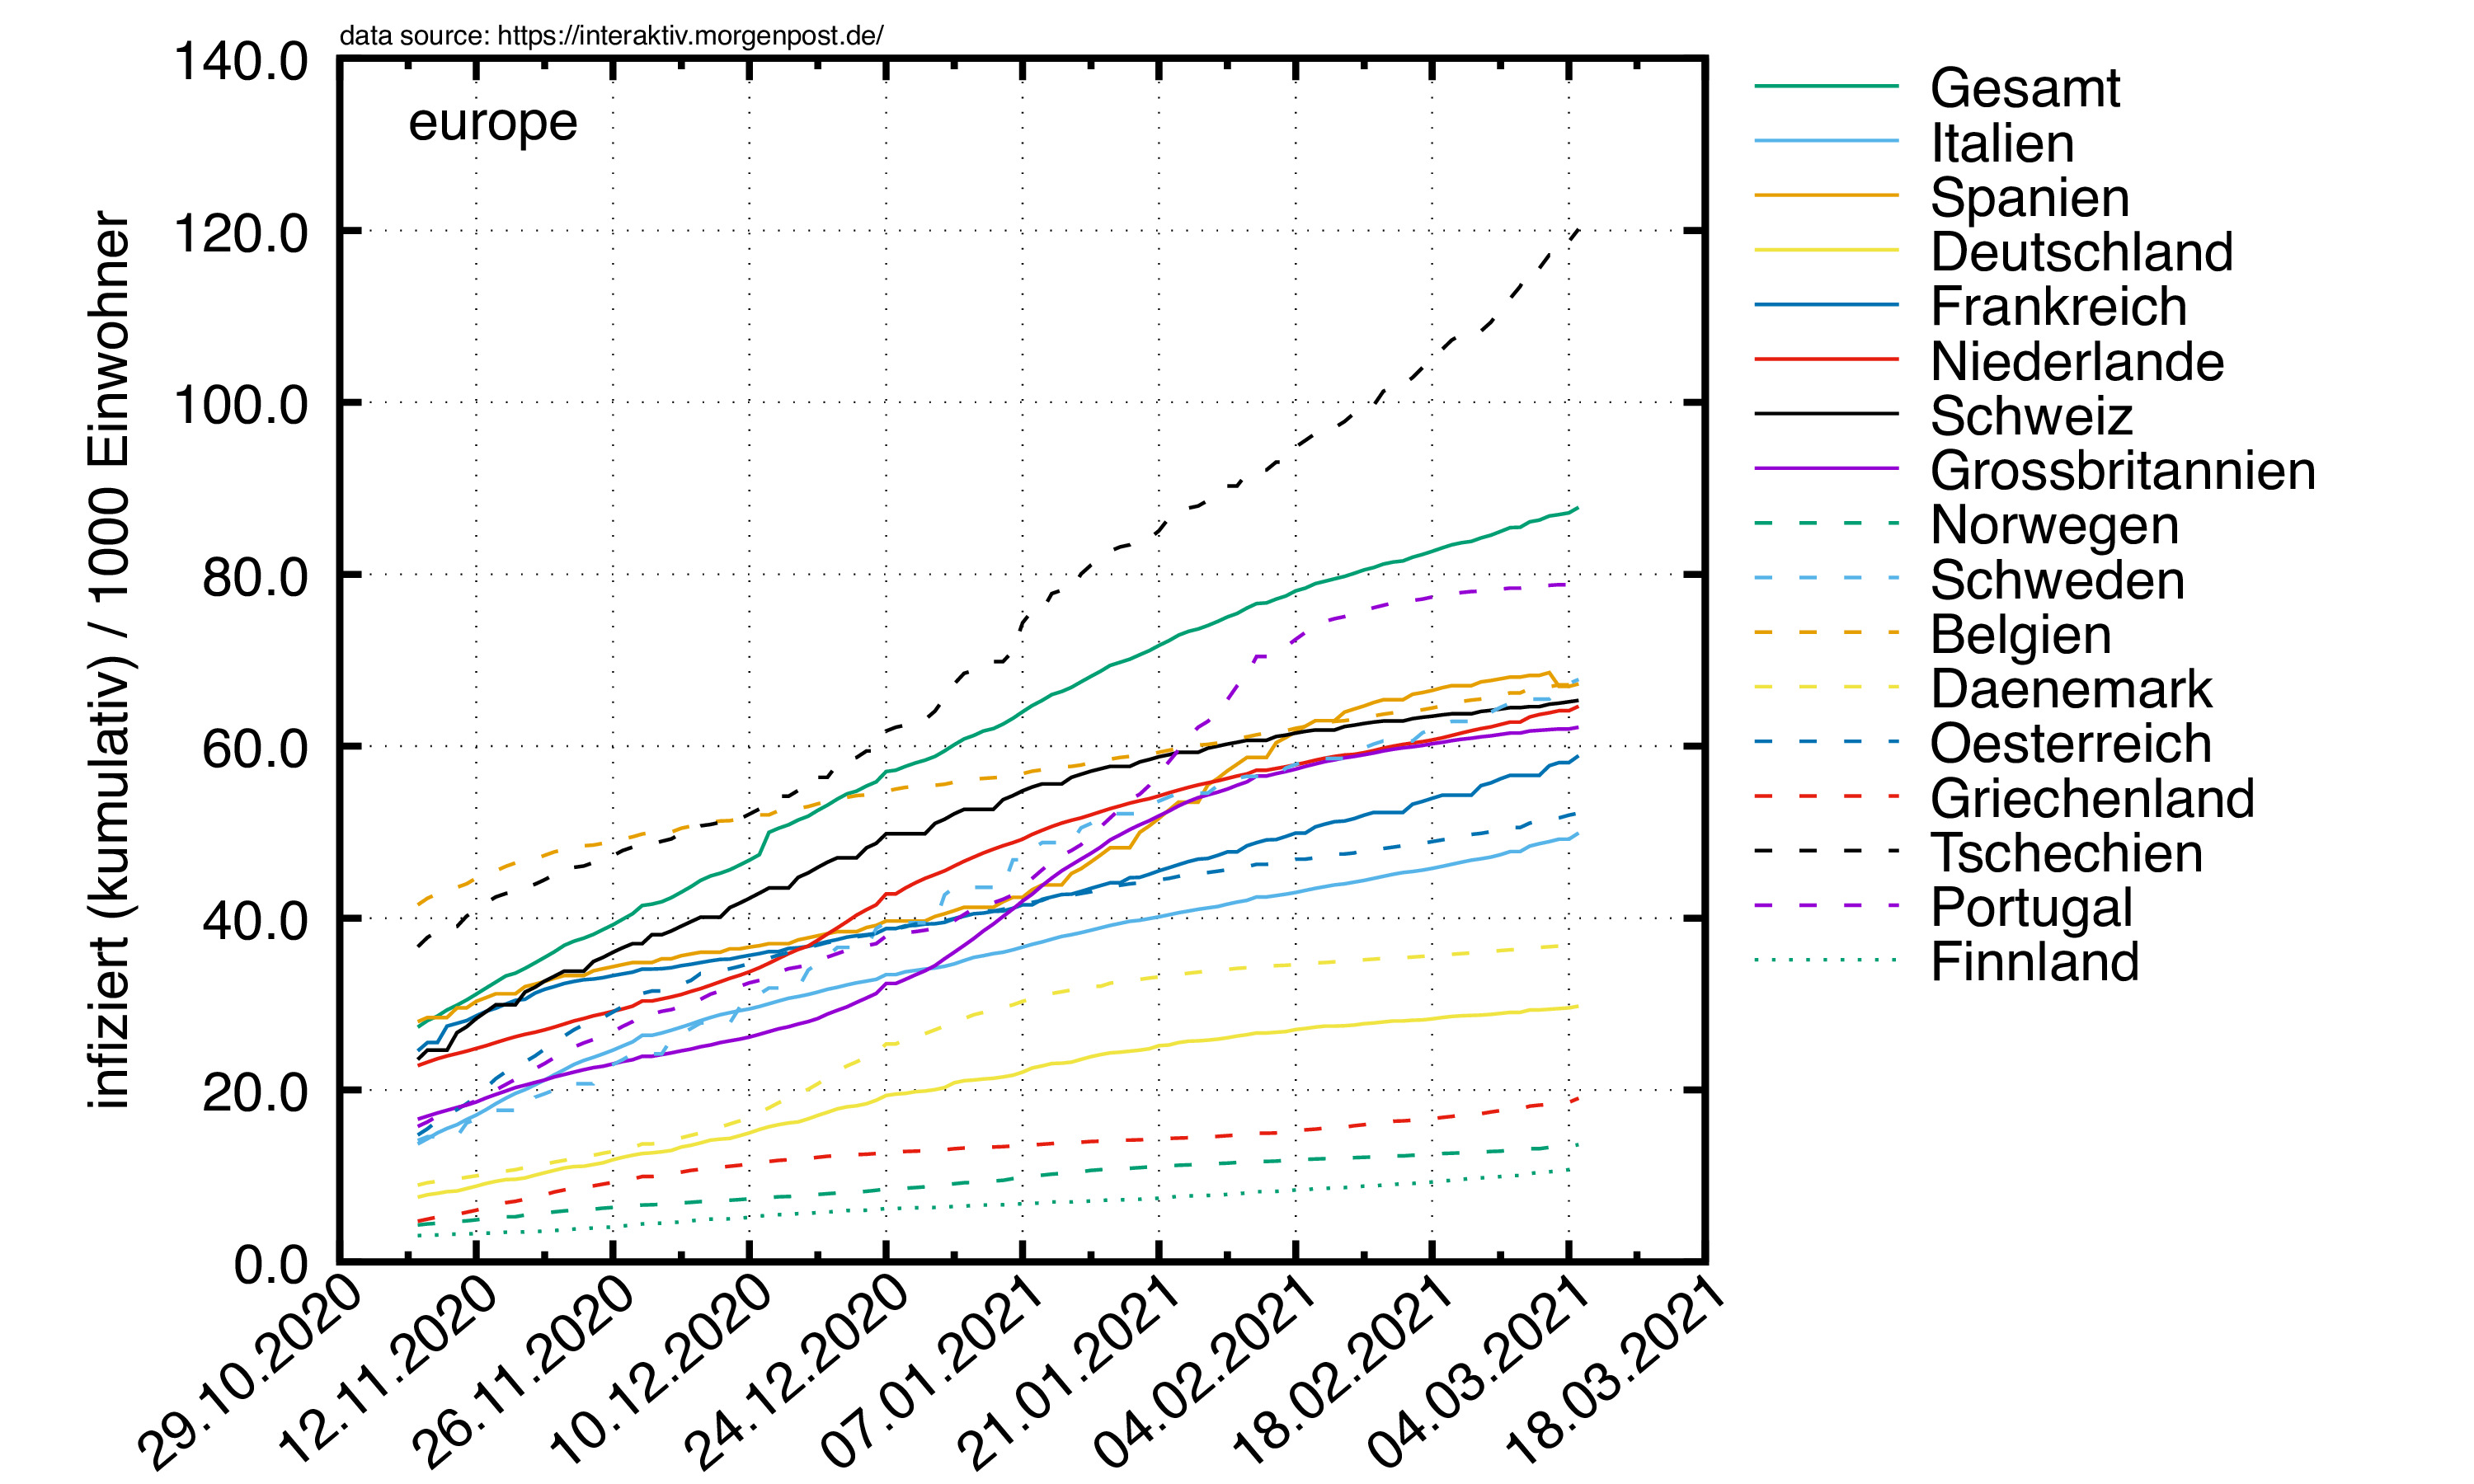 data source: https://interaktiv.morgenpost.de/
europe
infiziert (kumulativ) / 1000 Einwohner
140.0
120.0
100.0
80.0
60.0
40.0
20.0
0.0
29.10.2020
12.11.2020
26.11.2020
10.12.2020
24.12.2020
07.01.2021
21.01.2021
04.02.2021
18.02.2021
04.03.2021
18.03.2021
Gesamt
Italien
Spanien
Deutschland
Frankreich
Niederlande
Schweiz
Grossbritannien
Norwegen
Schweden
Belgien
Daenemark
Oesterreich
Griechenland
Tschechien
Portugal
Finnland